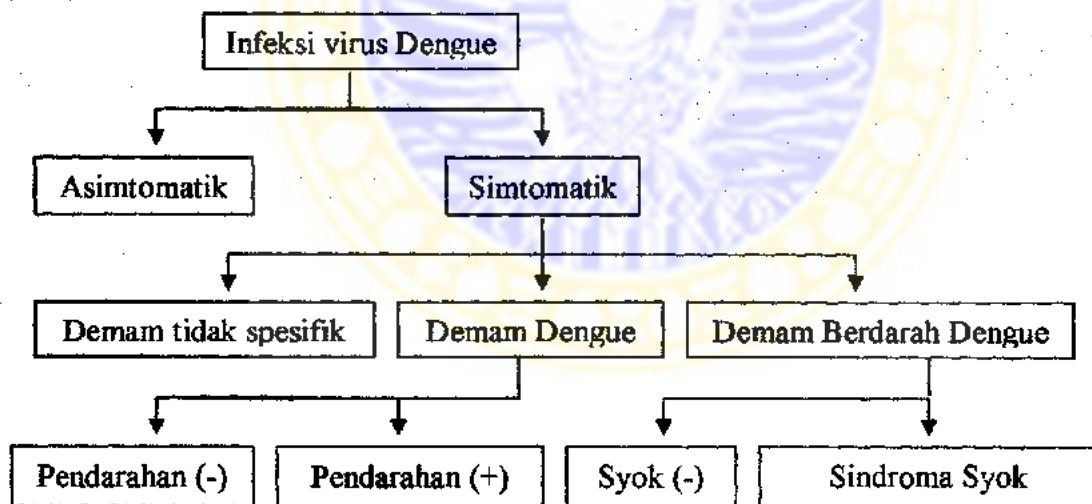 Infeksi virus Dengue
Asimtomatik
Simtomatik
Demam tidak spesifik
Demam Dengue
Demam Berdarah Dengue
Pendarahan (-)
Pendarahan (+)
Syok (-)
Sindroma Syok